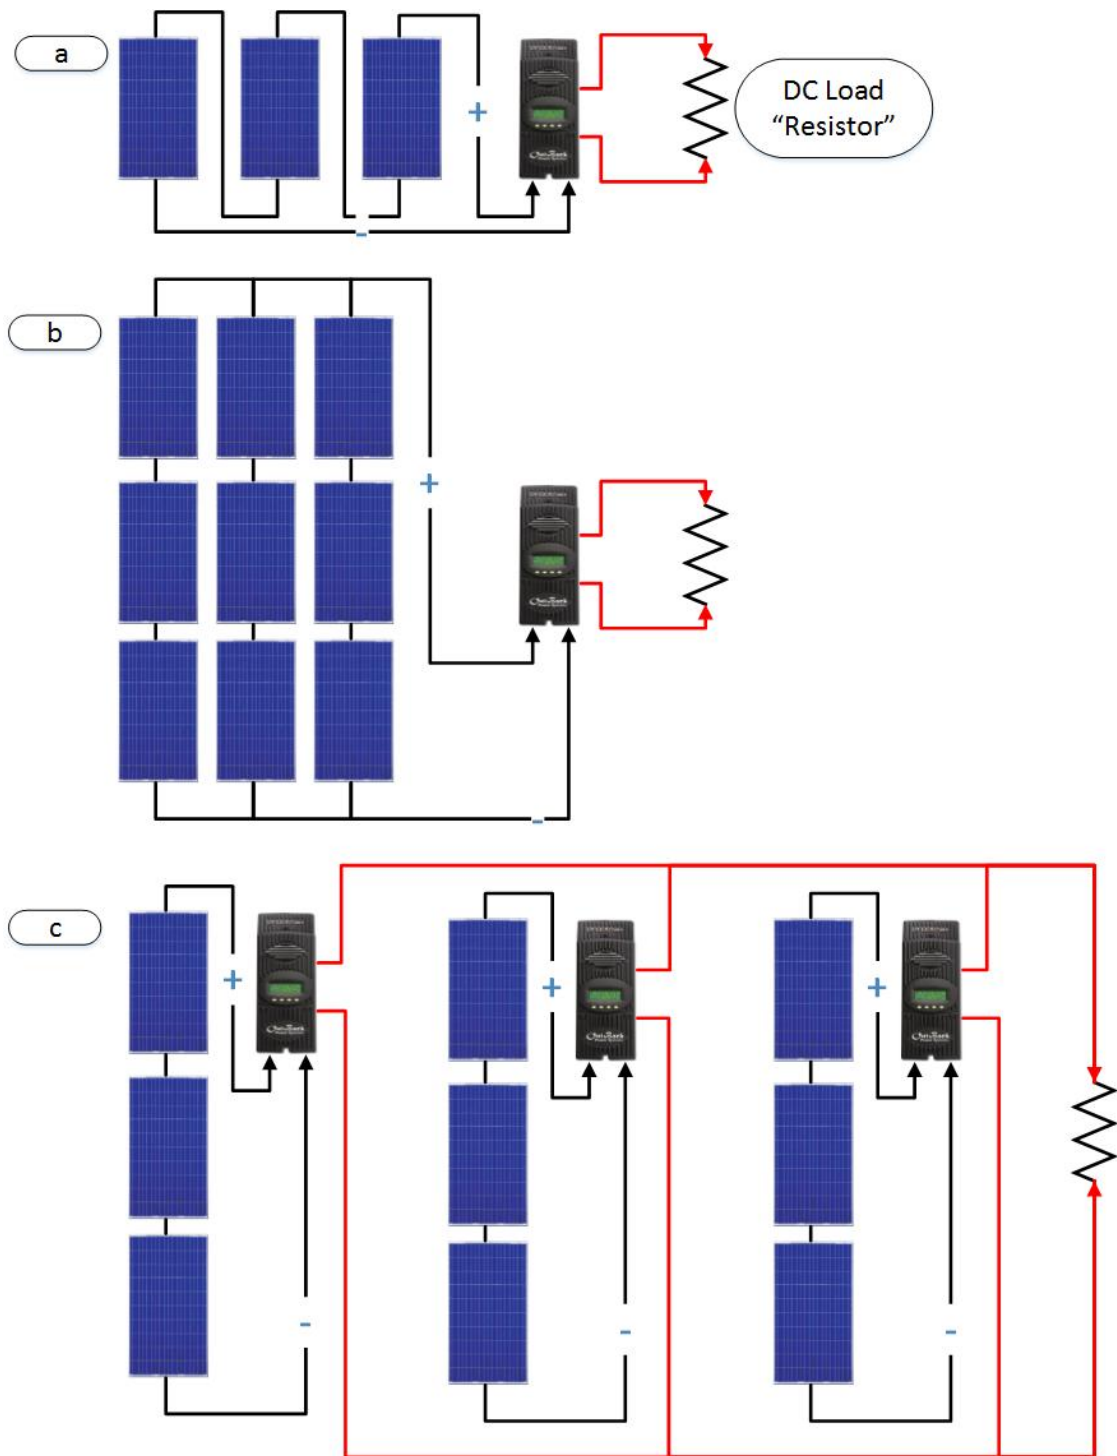 a
DC Load
“Resistor”
+
-
b
+
-
c
+
+
+
-
-
-